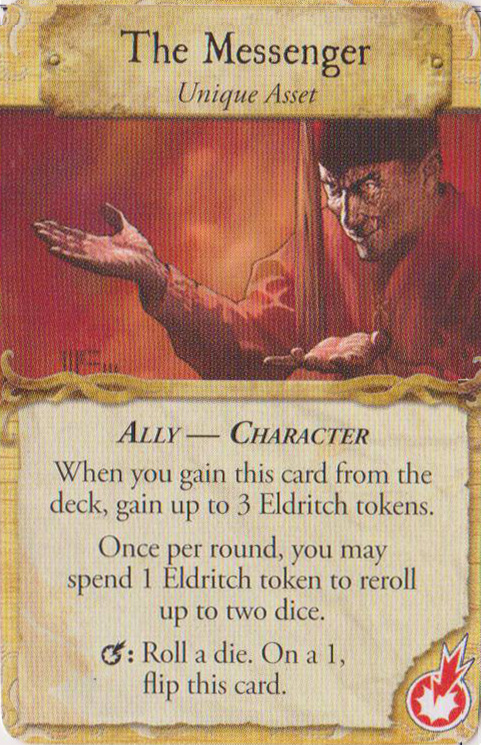 The Messenger
Unique Asset
Ally — Character
When you gain this card from the
deck, gain up to 3 Eldritch tokens.
Once per round, you may
spend 1 Eldritch token to reroll
up to two dice.
: Roll a die. On a 1,
flip this card.